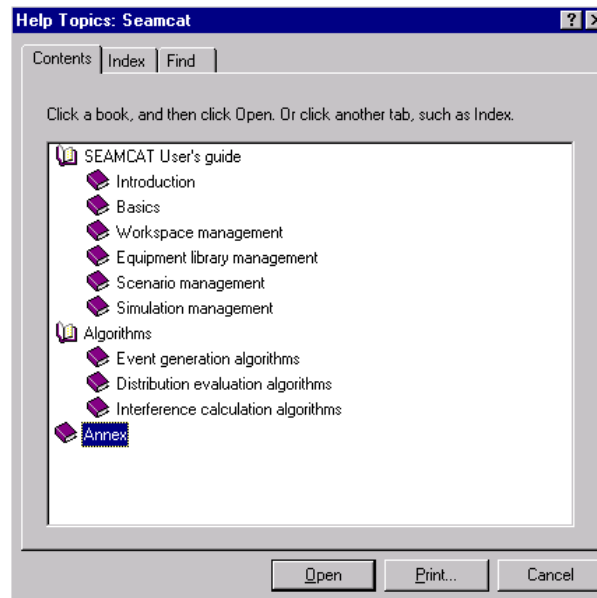 Help Topics: Seamcat
Contents Index Find
Click a book, and then click Open. Or click another tab, such as Index.
SEAMCAT User's guide
Introduction
Basics
Workspace management
Equipment library management
Scenario management
Simulation management
Algorithms
Event generation algorithms
Distribution evaluation algorithms
Interference calculation algorithms
Annex
Open Print... Cancel